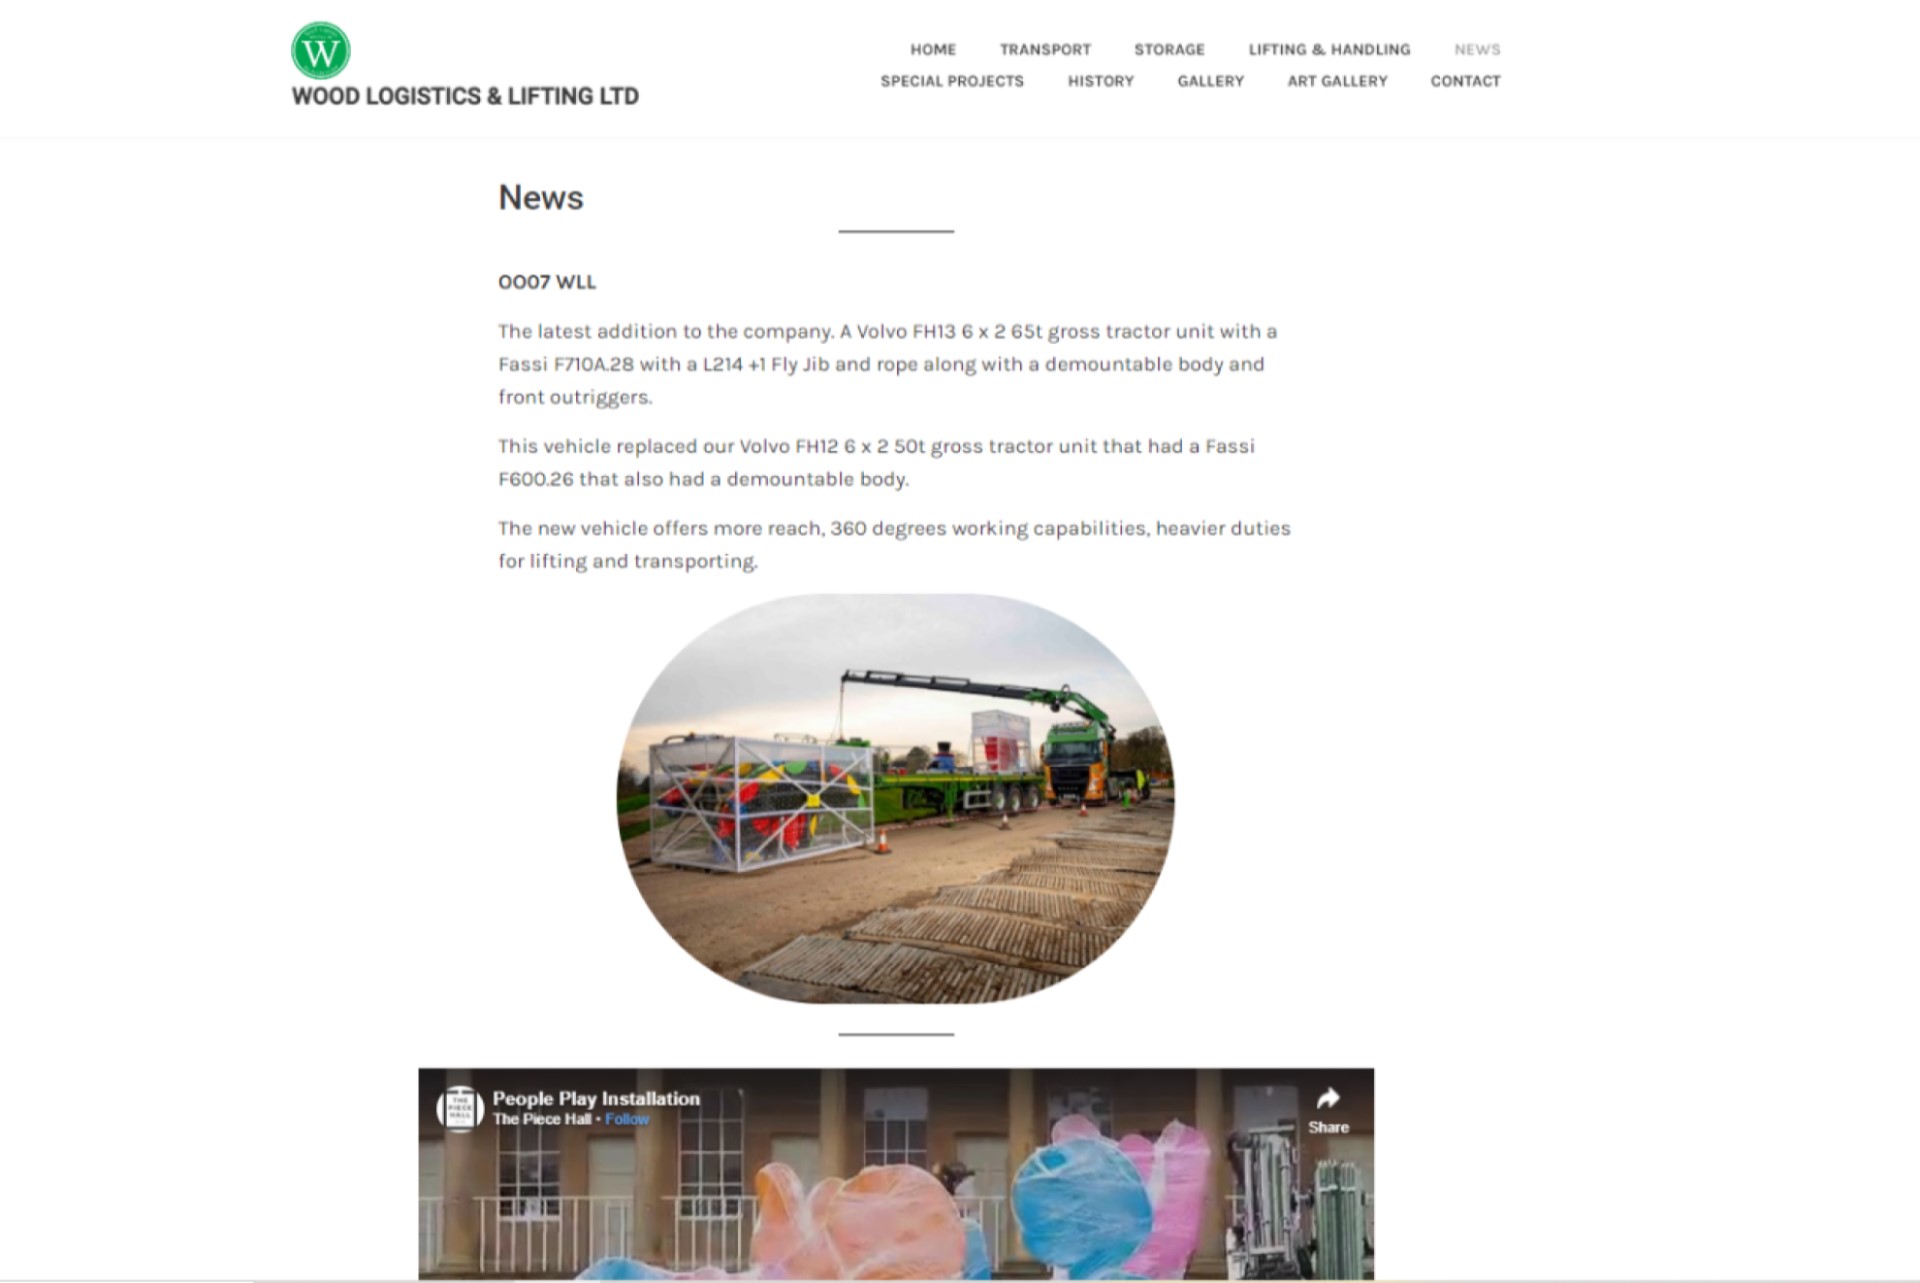 W
WOOD LOGISTICS & LIFTING LTD
HOME TRANSPORT STORAGE LIFTING & HANDLING NEWS
SPECIAL PROJECTS HISTORY GALLERY ART GALLERY CONTACT
News
OO07 WLL
The latest addition to the company. A Volvo FH13 6 x 2 65t gross tractor unit with a
Fassi F710A.28 with a L214 +1 Fly Jib and rope along with a demountable body and
front outriggers.
This vehicle replaced our Volvo FH12 6 x 2 50t gross tractor unit that had a Fassi
F600.26 that also had a demountable body.
The new vehicle offers more reach, 360 degrees working capabilities, heavier duties
for lifting and transporting.
THE
PIECE
HALL
People Play Installation
The Piece Hall • Follow
Share